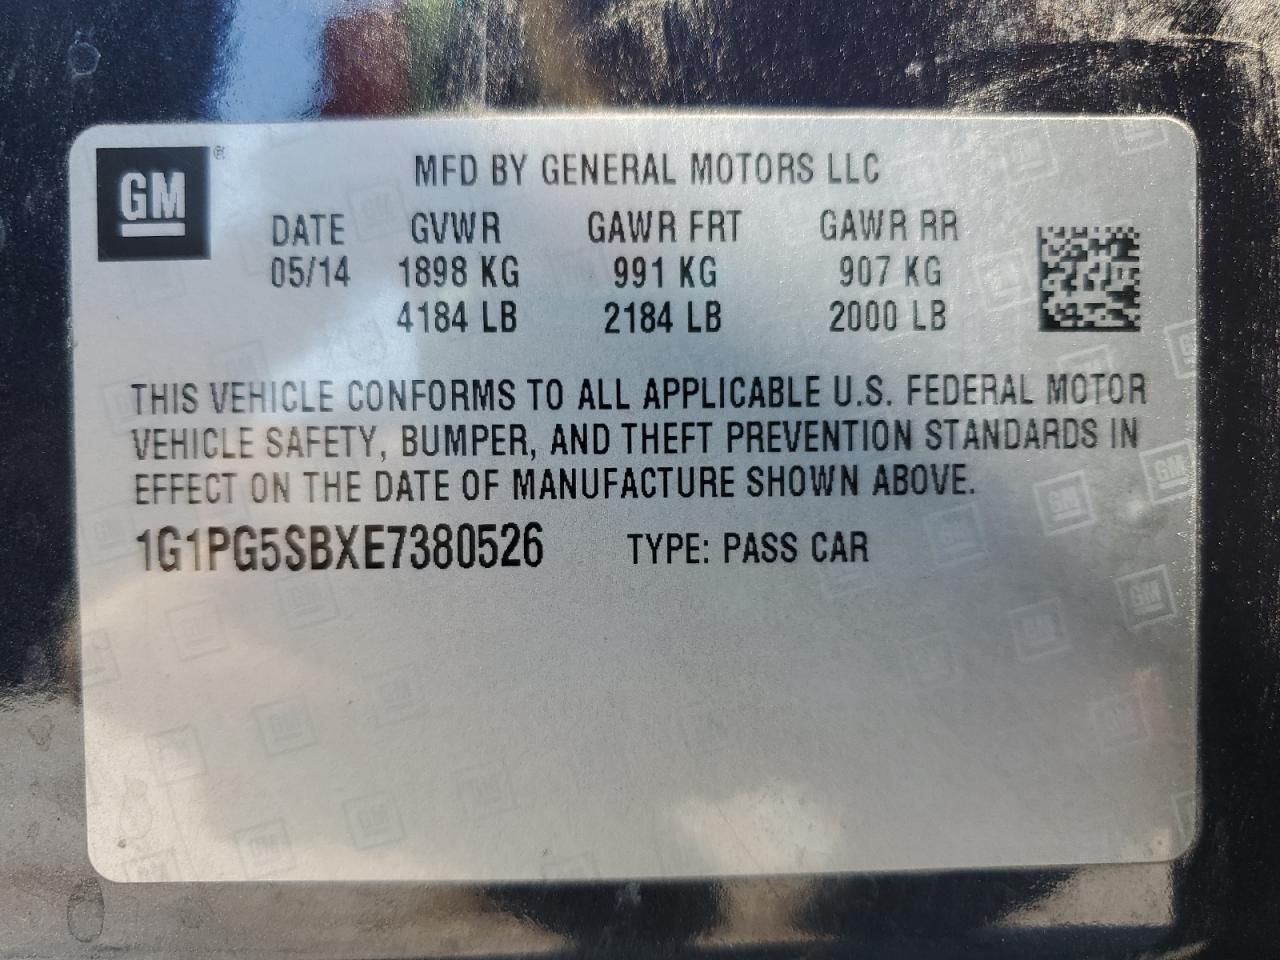 GM ®
MFD BY GENERAL MOTORS LLC
DATE GVWR GAWR FRT GAWR RR
05/14 1898 KG 991 KG 907 KG
4184 LB 2184 LB 2000 LB
THIS VEHICLE CONFORMS TO ALL APPLICABLE U.S. FEDERAL MOTOR
VEHICLE SAFETY, BUMPER, AND THEFT PREVENTION STANDARDS IN
EFFECT ON THE DATE OF MANUFACTURE SHOWN ABOVE.
1G1PG5SBXE7380526 TYPE: PASS CAR